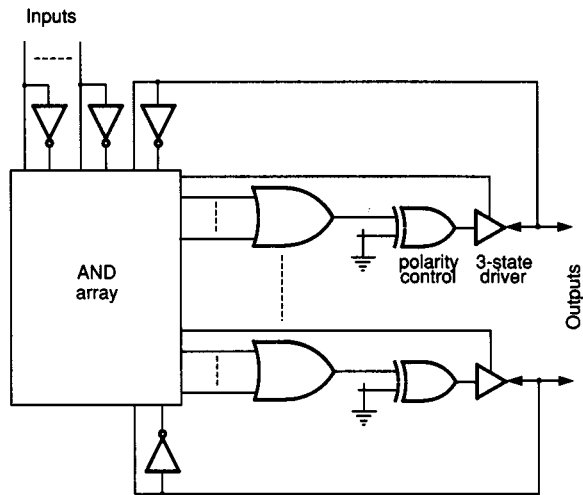 Inputs
AND
array
polarity
control
3-state
driver
Outputs